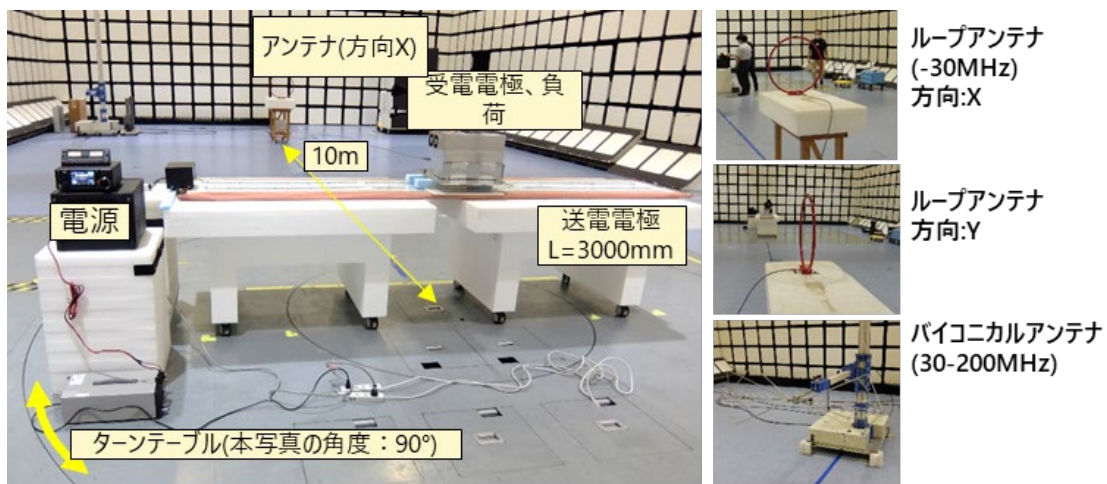 アンテナ(方向X)
受電電極、負
荷
10m
電源
送電電極
L=3000mm
ターンテーブル(本写真の角度：90°)
ループアンテナ
(-30MHz)
方向:X
ループアンテナ
方向:Y
バイコニカルアンテナ
(30-200MHz)